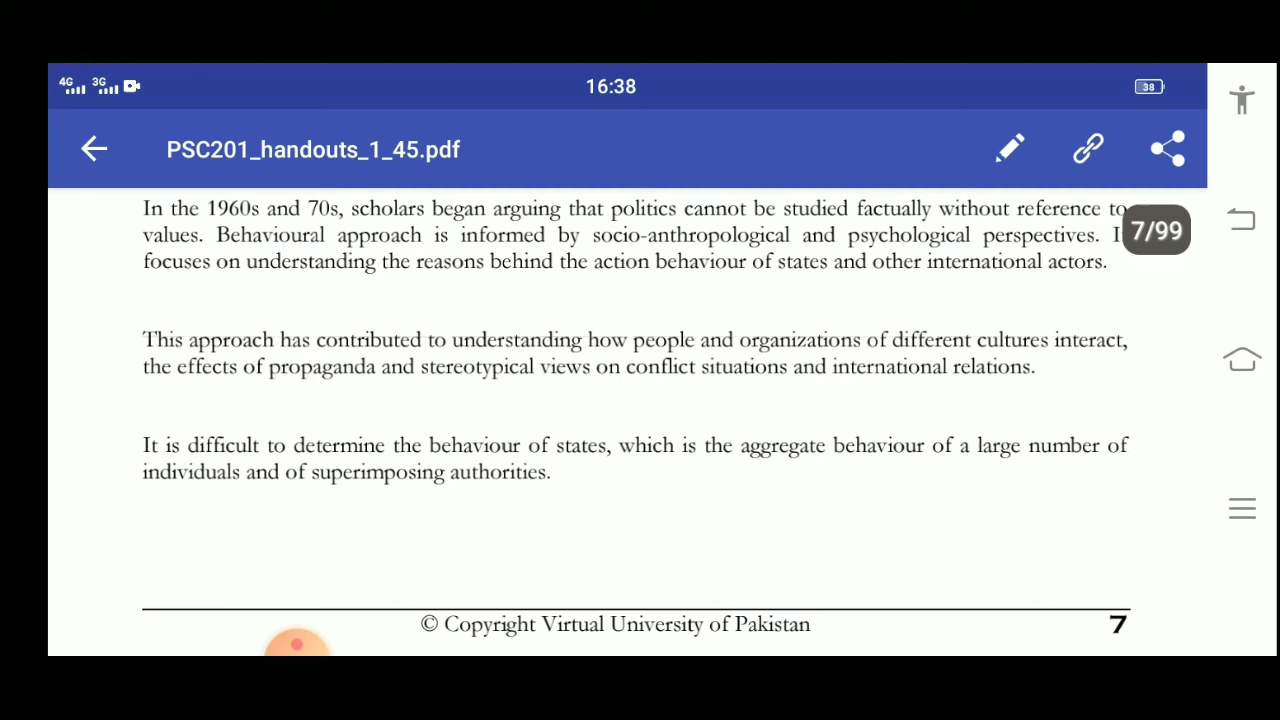 4G 3G 16:38 38
PSC201_handouts_1_45.pdf
In the 1960s and 70s, scholars began arguing that politics cannot be studied factually without reference to
values. Behavioural approach is informed by socio-anthropological and psychological perspectives.
7/99
focuses on understanding the reasons behind the action behaviour of states and other international actors.
This approach has contributed to understanding how people and organizations of different cultures interact,
the effects of propaganda and stereotypical views on conflict situations and international relations.
It is difficult to determine the behaviour of states, which is the aggregate behaviour of a large number of
individuals and of superimposing authorities.
© Copyright Virtual University of Pakistan 7